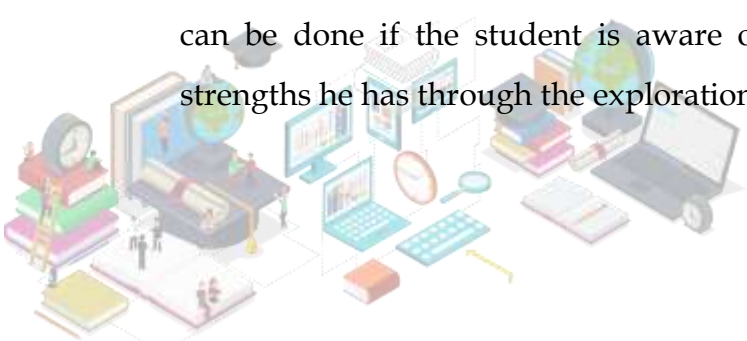 can be done if the student is aware
strengths he has through the exploration